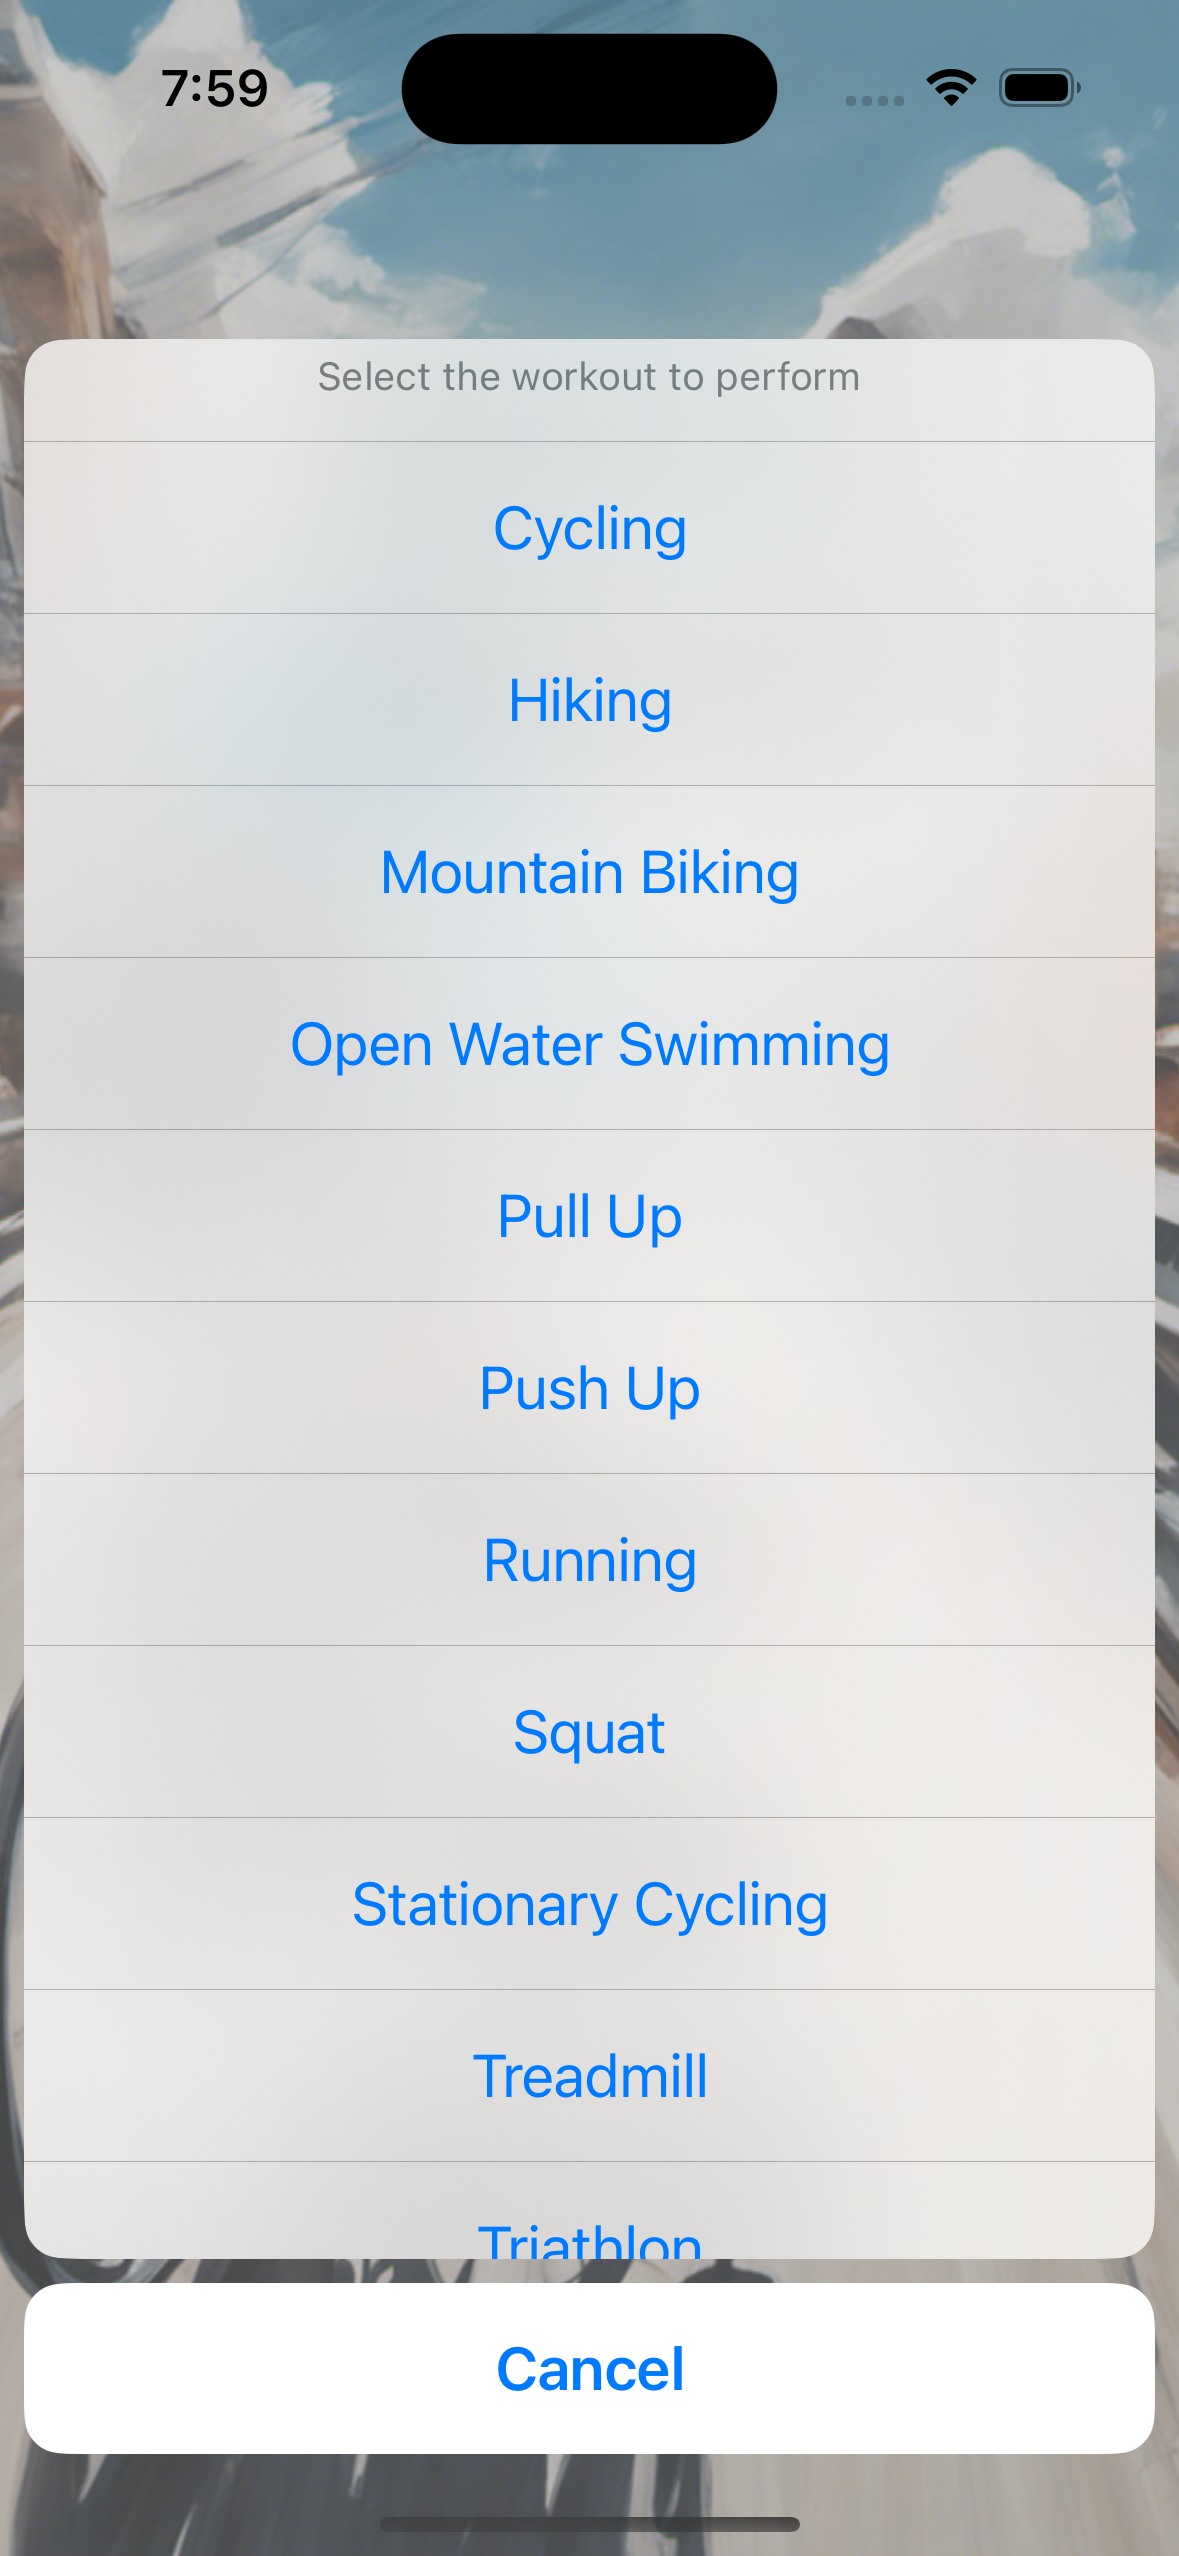 7:59
Select the workout to perform
Cycling
Hiking
Mountain Biking
Open Water Swimming
Pull Up
Push Up
Running
Squat
Stationary Cycling
Treadmill
Triathlon
Cancel